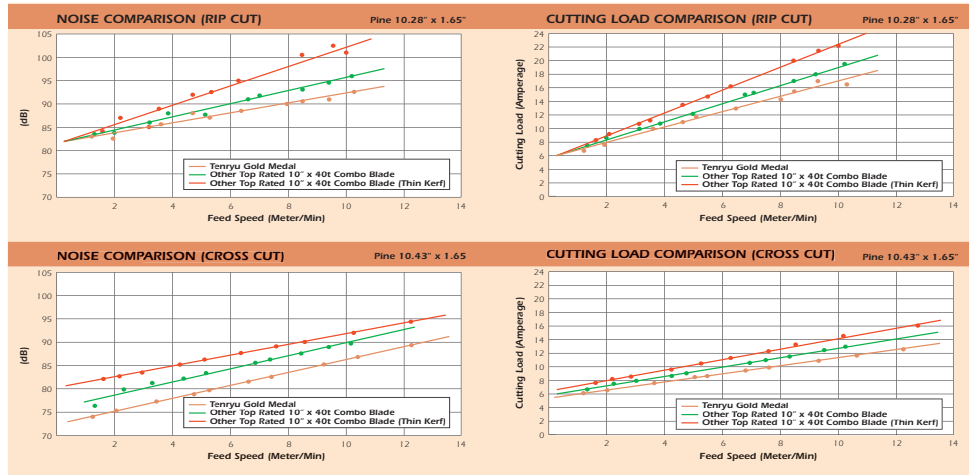 NOISE COMPARISON (RIP CUT) Pine 10.28" x 1.65"
105
100
95
90
85
80
75
70
(dB)
Tenryu Gold Medal
Other Top Rated 10" x 40t Combo Blade
Other Top Rated 10" x 40t Combo Blade (Thin Kerf)
2 4 6 8 10 12 14
Feed Speed (Meter/Min)
CUTTING LOAD COMPARISON (RIP CUT) Pine 10.28" x 1.65"
24
22
20
18
16
14
12
10
8
6
4
2
0
Cutting Load (Amperage)
Tenryu Gold Medal
Other Top Rated 10" x 40t Combo Blade
Other Top Rated 10" x 40t Combo Blade (Thin Kerf)
2 4 6 8 10 12 14
Feed Speed (Meter/Min)
NOISE COMPARISON (CROSS CUT) Pine 10.43" x 1.65
105
100
95
90
82
80
75
70
(dB)
Tenryu Gold Medal
Other Top Rated 10" x 40t Combo Blade
Other Top Rated 10" x 40t Combo Blade (Thin Kerf)
2 4 6 8 10 12 14
Feed Speed (Meter/Min)
CUTTING LOAD COMPARISON (CROSS CUT) Pine 10.43" x 1.65"
24
22
20
18
16
14
12
10
8
6
4
2
0
Cutting Load (Amperage)
Tenryu Gold Medal
Other Top Rated 10" x 40t Combo Blade
Other Top Rated 10" x 40t Combo Blade (Thin Kerf)
2 4 6 8 10 12 14
Feed Speed (Meter/Min)